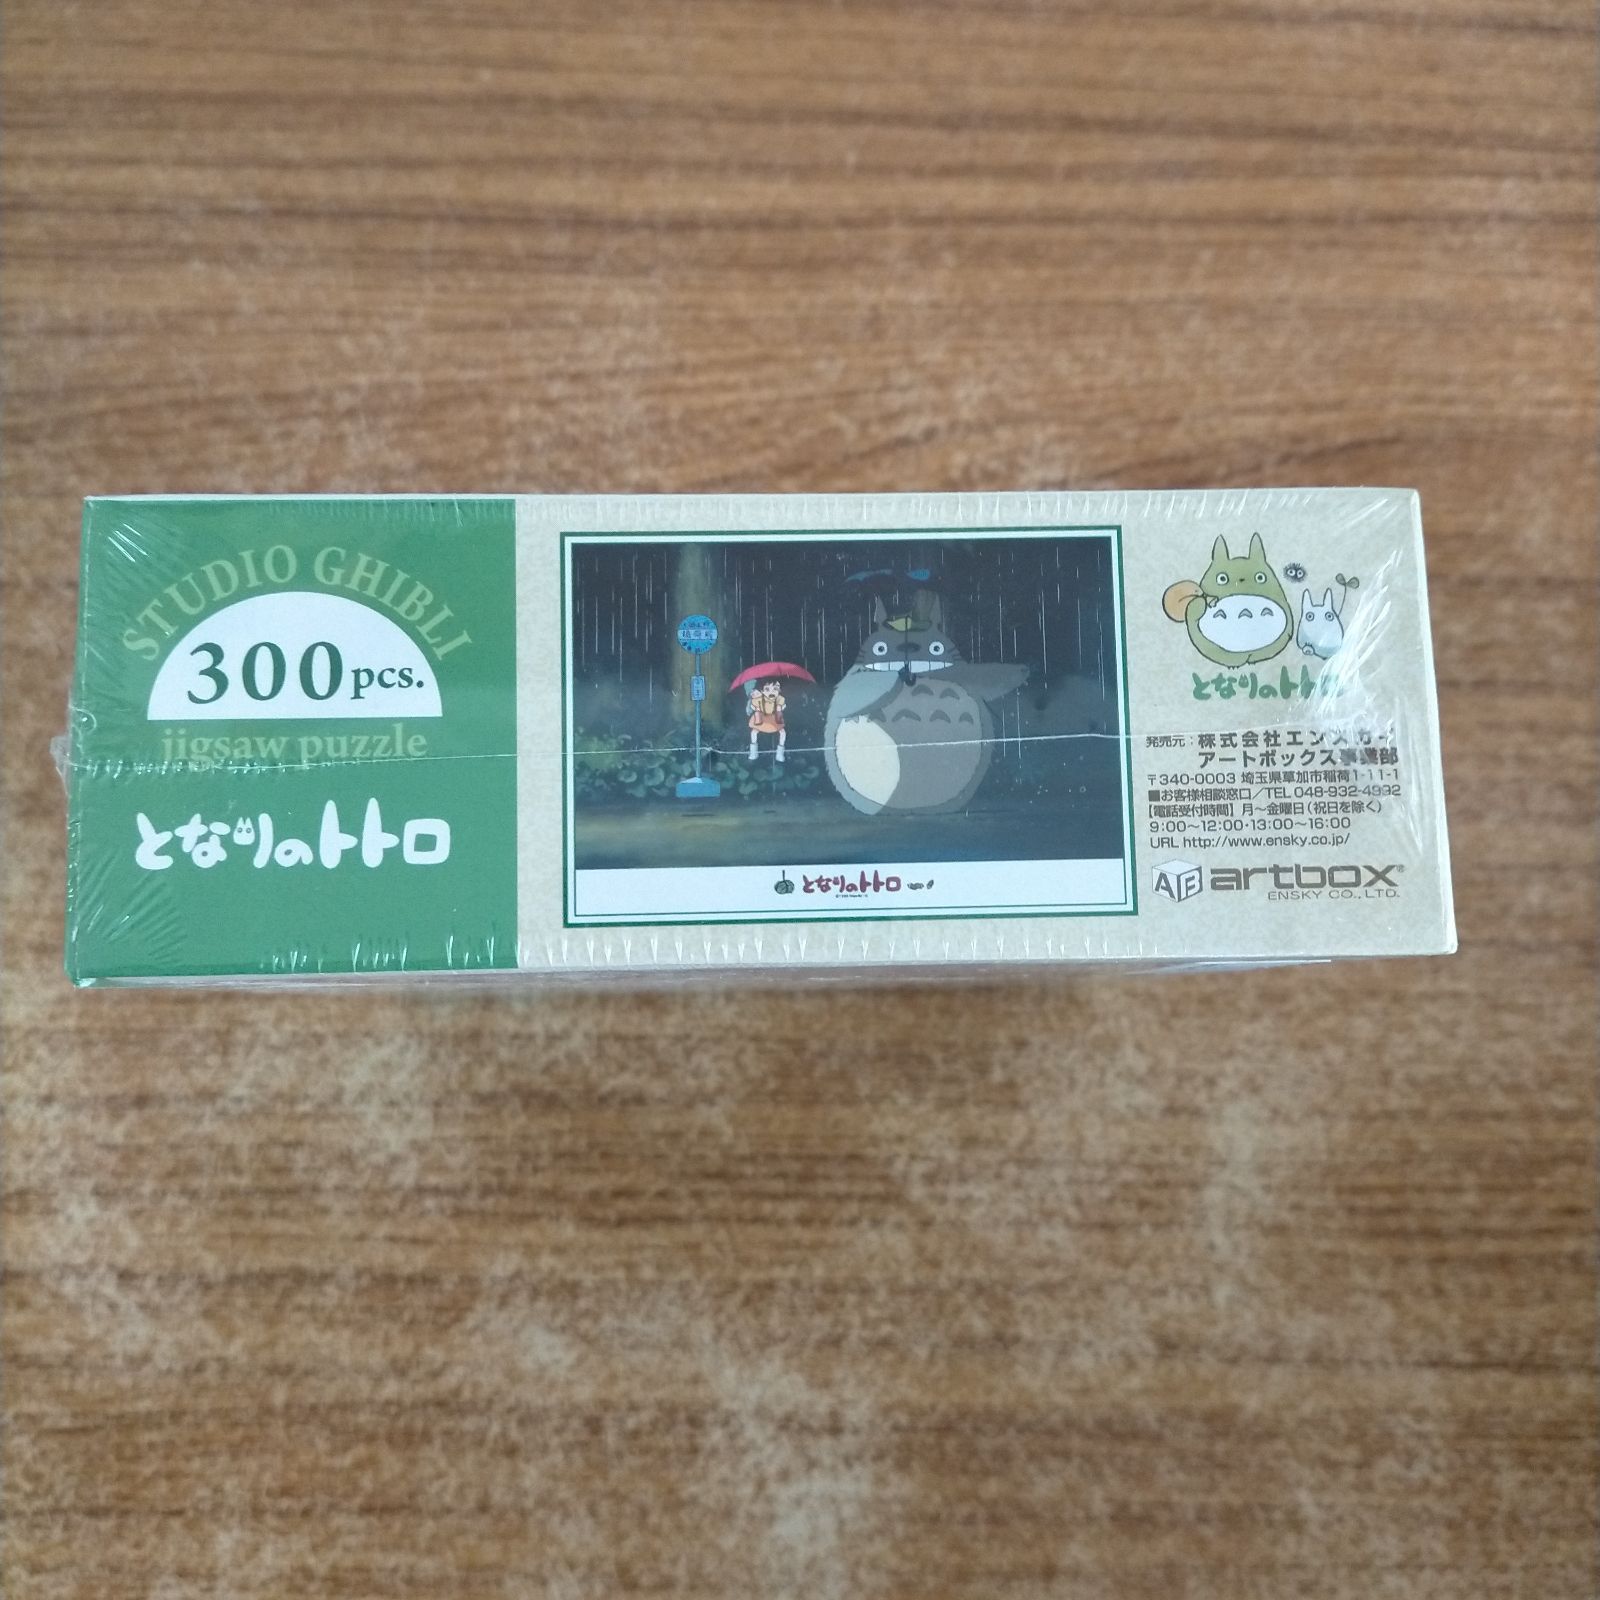 STUDIO GHIBLI
300pcs.
jigsaw puzzle
となりのトトロ
となりのトトロ
となりのトトロ
発売元：株式会社エンスカイ
アートボックス事業部
〒340-0003 埼玉県草加市稲荷1-11-1
■お客様相談窓口／TEL 048-932-4992
【電話受付時間】月～金曜日（祝日を除く）
9:00～12:00・13:00～16:00
URL http://www.ensky.co.jp/
AB artbox®
ENSKY CO., LTD.